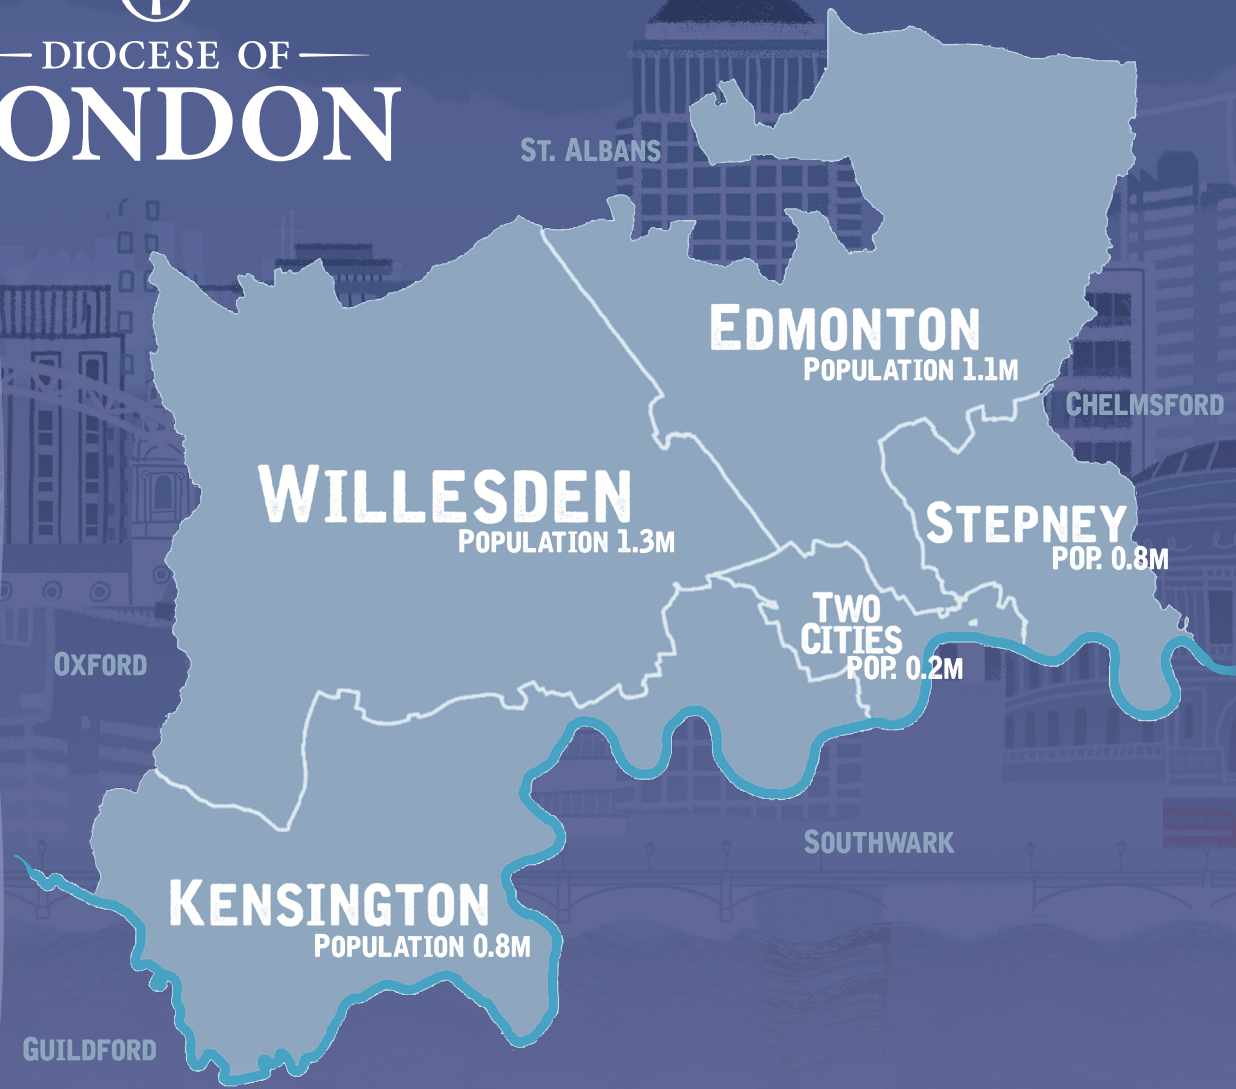 DIOCESE OF
ONDON
ST. ALBANS
EDMONTON
POPULATION 1.1M
CHELMSFORD
WILLESDEN
POPULATION 1.3M
STEPNEY
POP. 0.8M
TWO
CITIES
POP. 0.2M
OXFORD
SOUTHWARK
KENSINGTON
POPULATION 0.8M
GUILDFORD